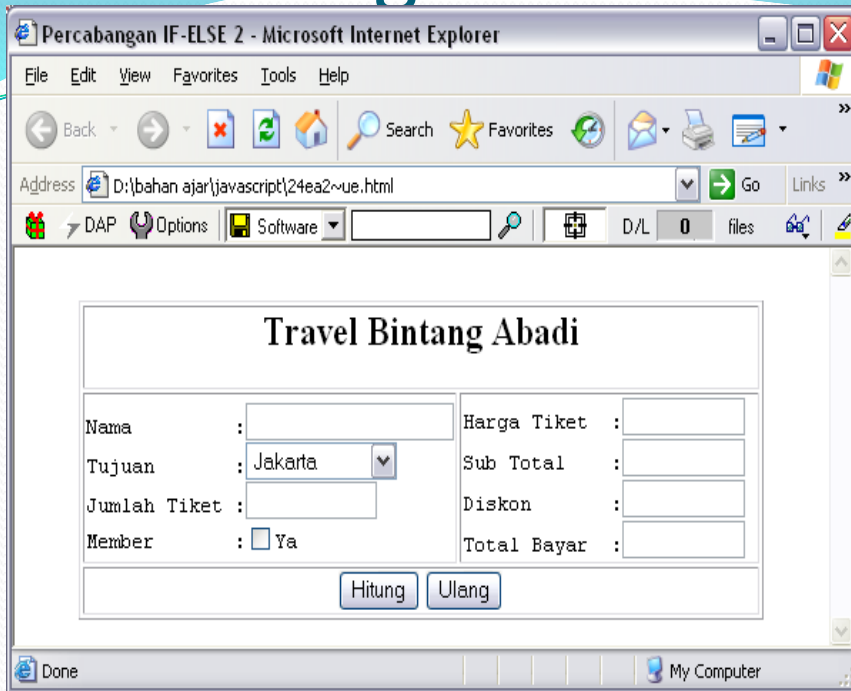 Percabangan IF-ELSE 2 - Microsoft Internet Explorer
File Edit View Favorites Tools Help
Back Search Favorites »
Address D:\bahan ajar\javascript\24ea2~ue.html Go Links »
DAP Options Software D/L 0 files
Travel Bintang Abadi
Nama :
Tujuan : Jakarta
Jumlah Tiket :
Member : Ya
Harga Tiket :
Sub Total :
Diskon :
Total Bayar :
Hitung Ulang
Done My Computer